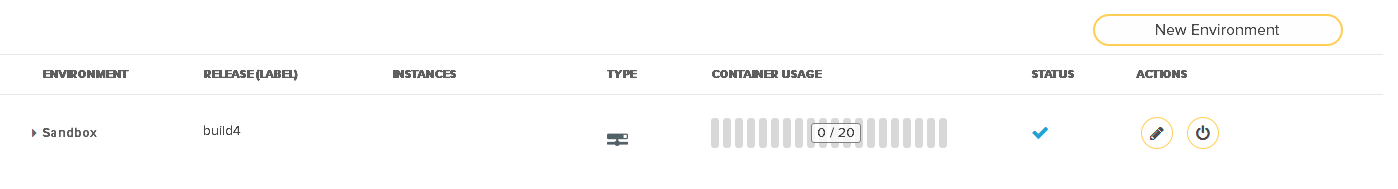 New Environment
ENVIRONMENT RELEASE (LABEL) INSTANCES TYPE CONTAINER USAGE STATUS ACTIONS
Sandbox build4 0 / 20